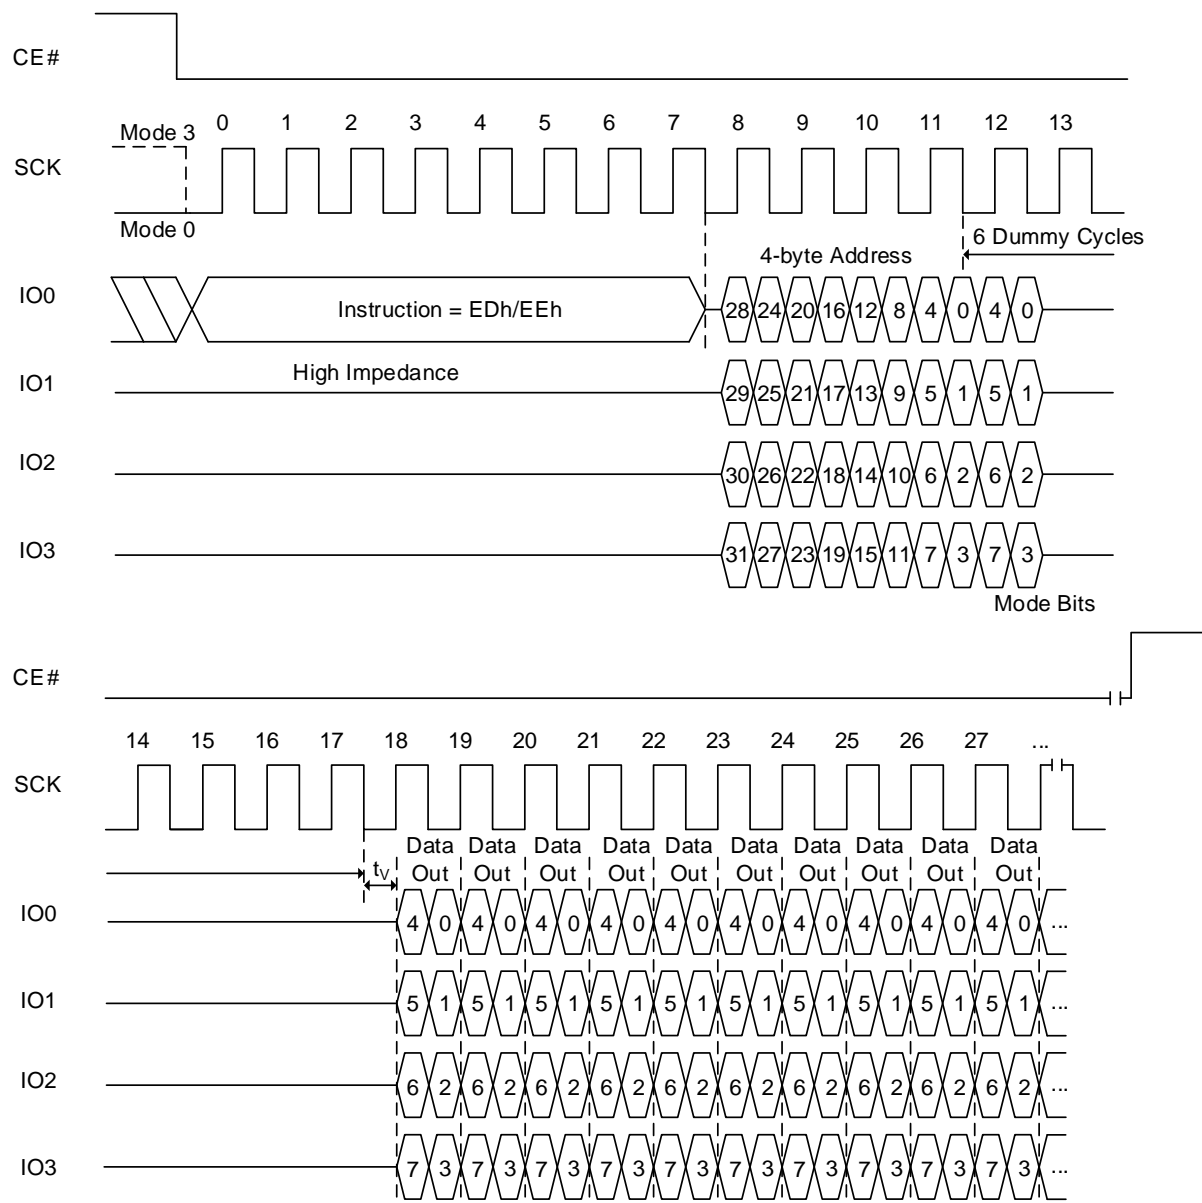 CE#
Mode 3 0 1 2 3 4 5 6 7 8 9 10 11 12 13
SCK
Mode 0
4-byte Address 6 Dummy Cycles
IO0 Instruction = EDh/EEh 28 24 20 16 12 8 4 0 4 0
IO1 High Impedance 29 25 21 17 13 9 5 1 5 1
IO2 30 26 22 18 14 10 6 2 6 2
IO3 31 27 23 19 15 11 7 3 7 3
Mode Bits
CE#
14 15 16 17 18 19 20 21 22 23 24 25 26 27 ...
SCK
Data Data Data Data Data Data Data Data Data Data
tV Out Out Out Out Out Out Out Out Out Out
IO0 4 0 4 0 4 0 4 0 4 0 4 0 4 0 4 0 4 0 4 0 ...
IO1 5 1 5 1 5 1 5 1 5 1 5 1 5 1 5 1 5 1 5 1 ...
IO2 6 2 6 2 6 2 6 2 6 2 6 2 6 2 6 2 6 2 6 2 ...
IO3 7 3 7 3 7 3 7 3 7 3 7 3 7 3 7 3 7 3 7 3 ...